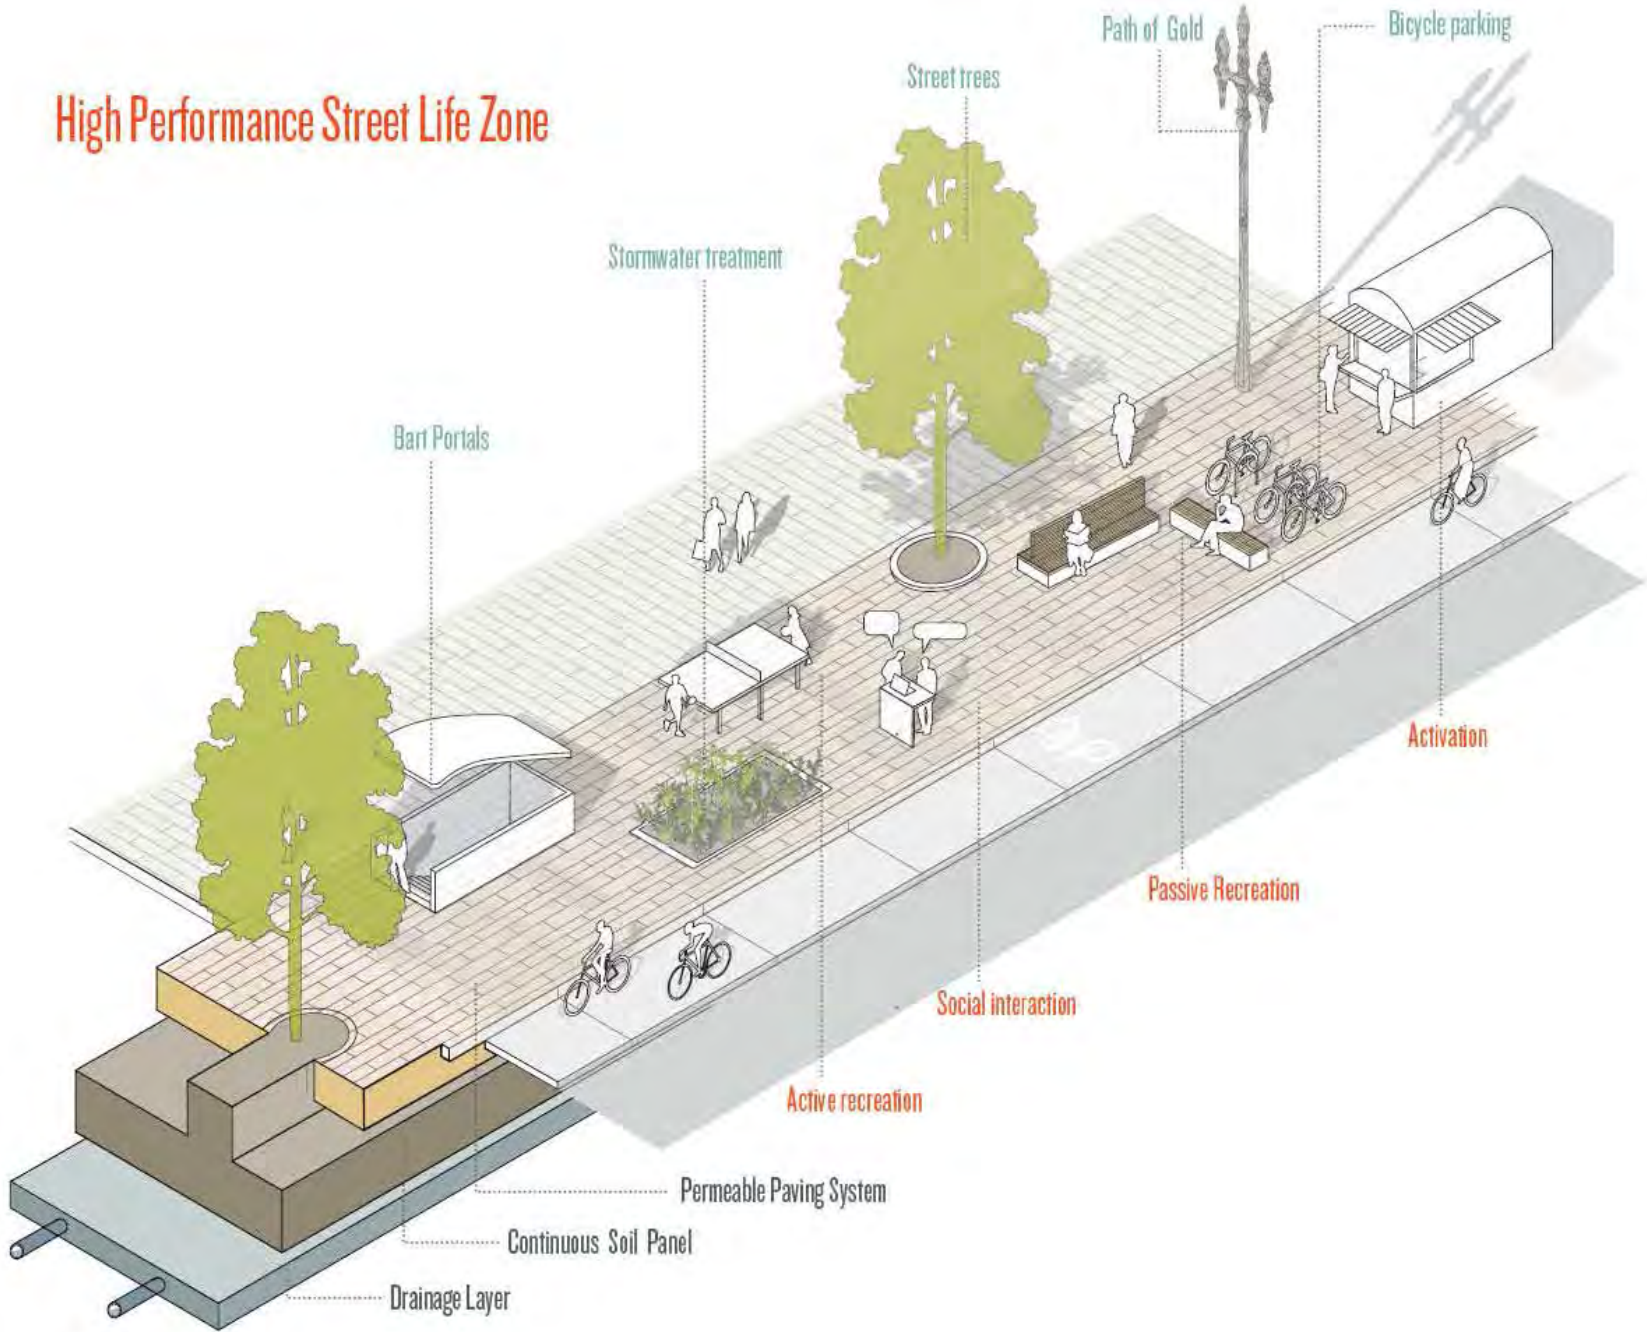 High Performance Street Life Zone
Path of Gold
Bicycle parking
Street trees
Stormwater treatment
Bart Portals
Activation
Passive Recreation
Social interaction
Active recreation
Permeable Paving System
Continuous Soil Panel
Drainage Layer